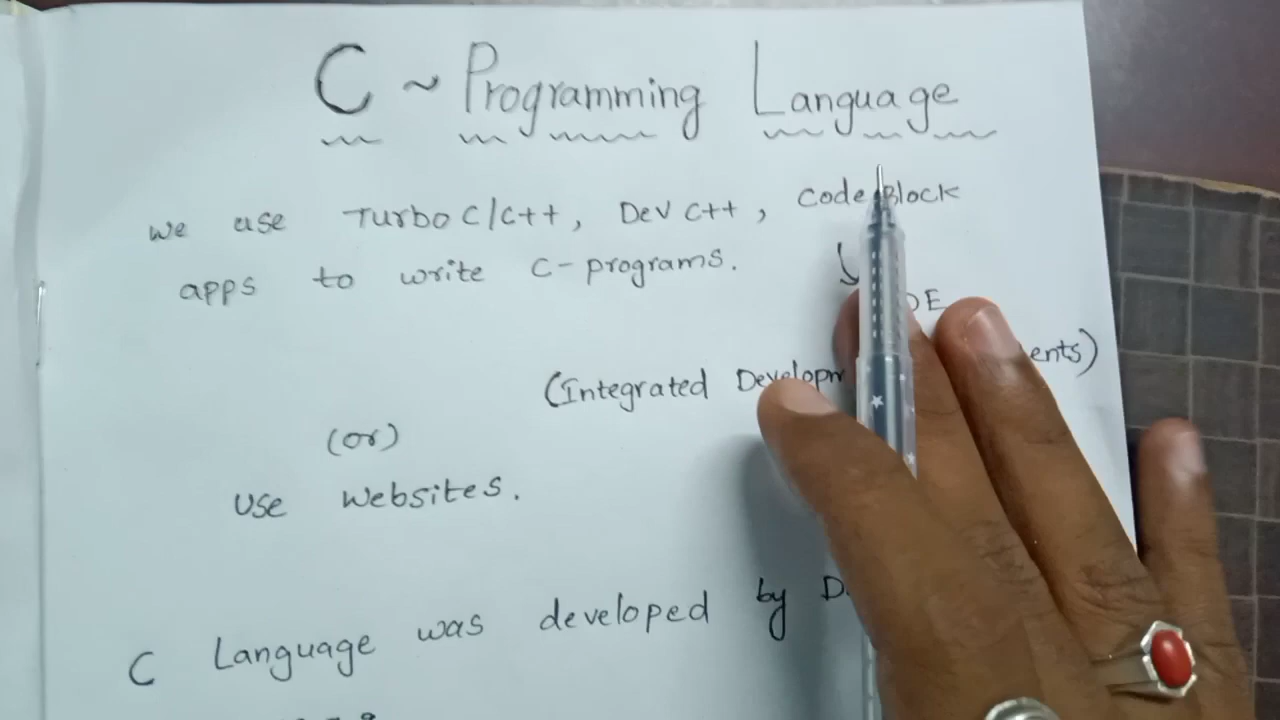 C ~ Programming Language
We use Turbo C/C++, Dev C++, Code Block
apps to write C-programs.
(Integrated
(or)
Use Websites.
C Language was developed by